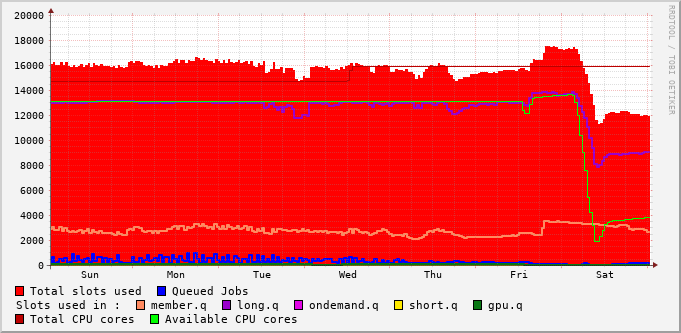 20000
18000
16000
14000
12000
10000
8000
6000
4000
2000
0
Sun Mon Tue Wed Thu Fri Sat
RRDTOOL / TOBI OETIKER
Total slots used Queued Jobs
Slots used in : member.q long.q ondemand.q short.q gpu.q
Total CPU cores Available CPU cores